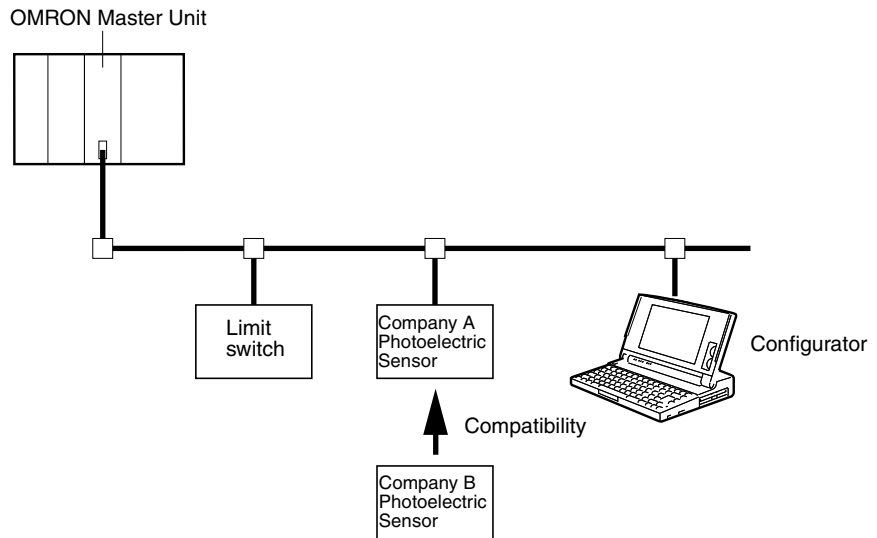 OMRON Master Unit
Limit
switch
Company A
Photoelectric
Sensor
Configurator
Compatibility
Company B
Photoelectric
Sensor